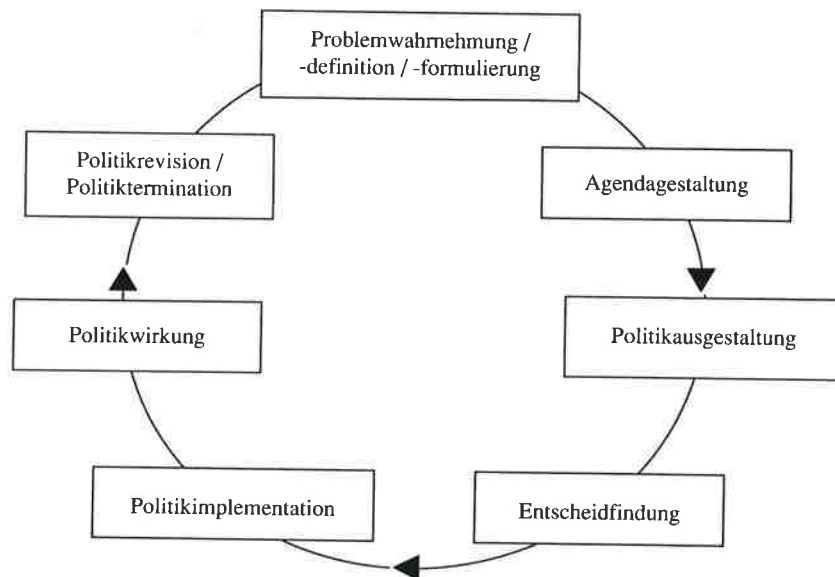 Problemwahrnehmung /
-definition / -formulierung
Agendagestaltung
Politikausgestaltung
Entscheidfindung
Politikimplementation
Politikwirkung
Politikrevision /
Politiktermination